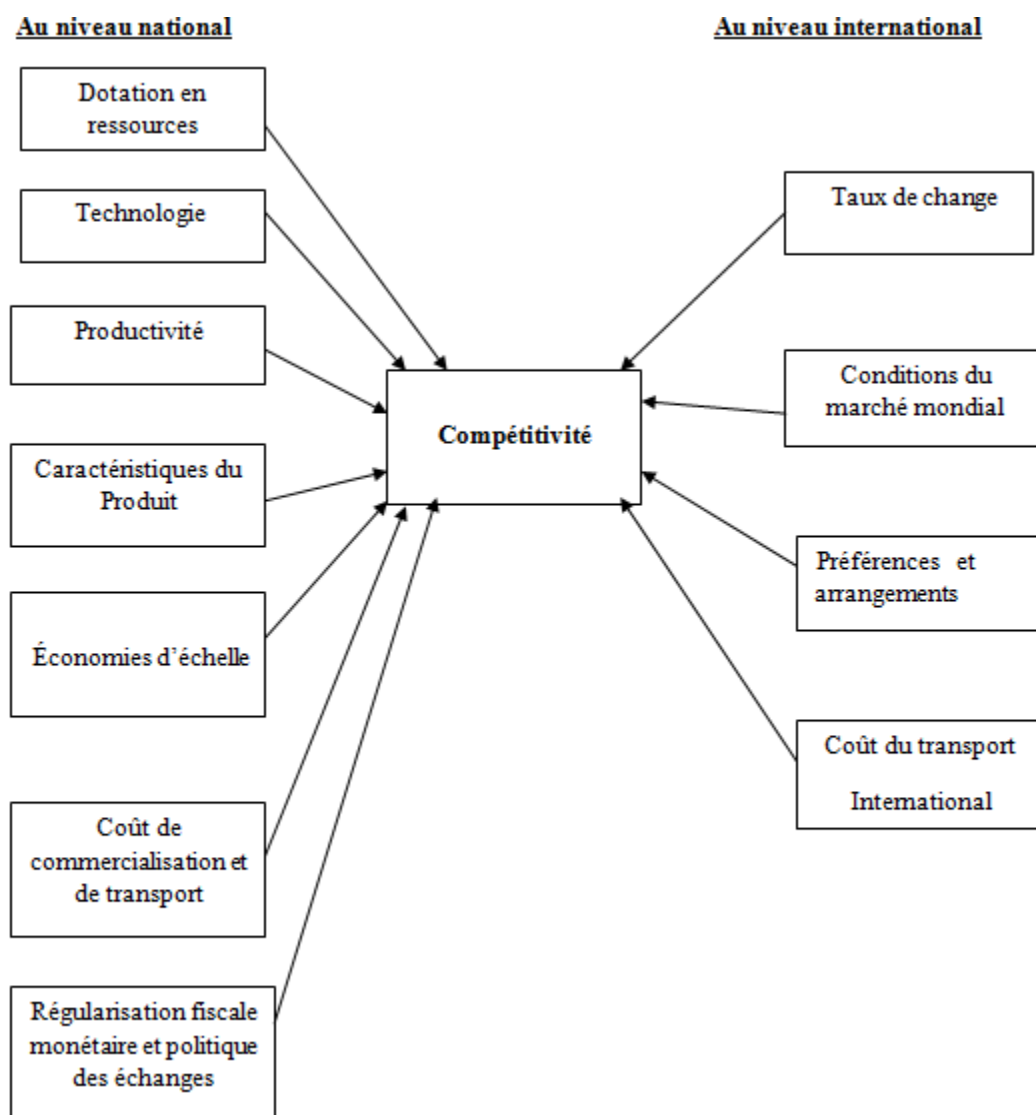 Au niveau national
Au niveau international
Dotation en
ressources
Technologie
Productivité
Caractéristiques du
Produit
Économies d’échelle
Coût de
commercialisation et
de transport
Régularisation fiscale
monétaire et politique
des échanges
Compétitivité
Taux de change
Conditions du
marché mondial
Préférences et
arrangements
Coût du transport
International